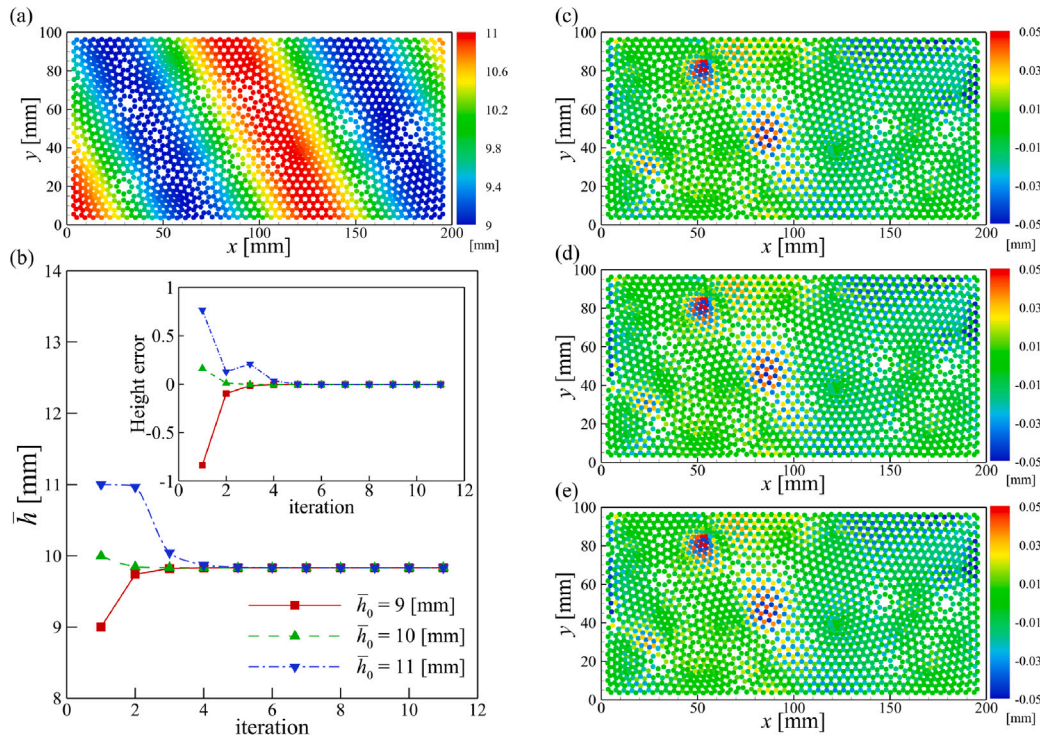 (a)
y [mm]
100
80
60
40
20
0
0 50 100 150 200
x [mm]
11
10.6
10.2
9.8
9.4
9
[mm]
(b)
h̅ [mm]
14
13
12
11
10
9
8
0 2 4 6 8 10 12
iteration
Height error
1
0.5
0
-0.5
-1
0 2 4 6 8 10 12
iteration
h̅0 = 9 [mm]
h̅0 = 10 [mm]
h̅0 = 11 [mm]
(c)
y [mm]
100
80
60
40
20
0
0 50 100 150 200
x [mm]
0.05
0.03
0.01
-0.01
-0.03
-0.05
[mm]
(d)
y [mm]
100
80
60
40
20
0
0 50 100 150 200
x [mm]
0.05
0.03
0.01
-0.01
-0.03
-0.05
[mm]
(e)
y [mm]
100
80
60
40
20
0
0 50 100 150 200
x [mm]
0.05
0.03
0.01
-0.01
-0.03
-0.05
[mm]